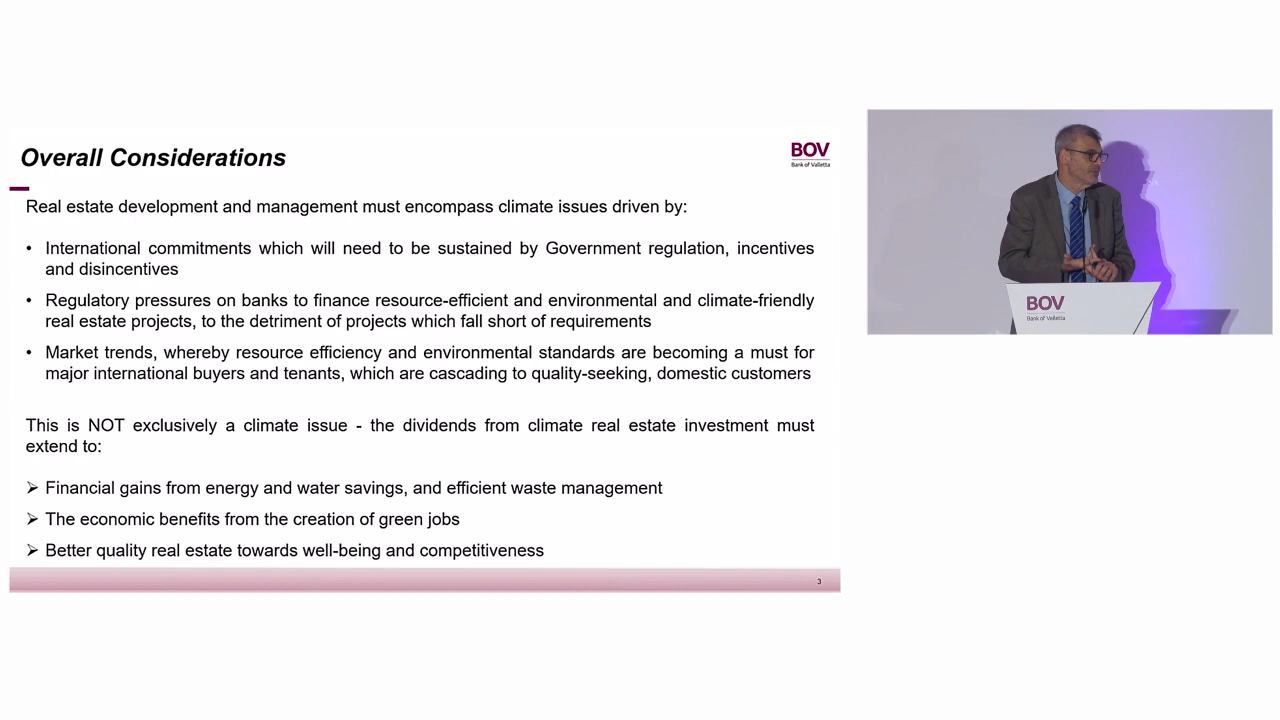 Overall Considerations
BOV
Bank of Valletta
Real estate development and management must encompass climate issues driven by:
• International commitments which will need to be sustained by Government regulation, incentives
and disincentives
• Regulatory pressures on banks to finance resource-efficient and environmental and climate-friendly
real estate projects, to the detriment of projects which fall short of requirements
• Market trends, whereby resource efficiency and environmental standards are becoming a must for
major international buyers and tenants, which are cascading to quality-seeking, domestic customers
This is NOT exclusively a climate issue - the dividends from climate real estate investment must
extend to:
➢ Financial gains from energy and water savings, and efficient waste management
➢ The economic benefits from the creation of green jobs
➢ Better quality real estate towards well-being and competitiveness
3
BOV
Bank of Valletta